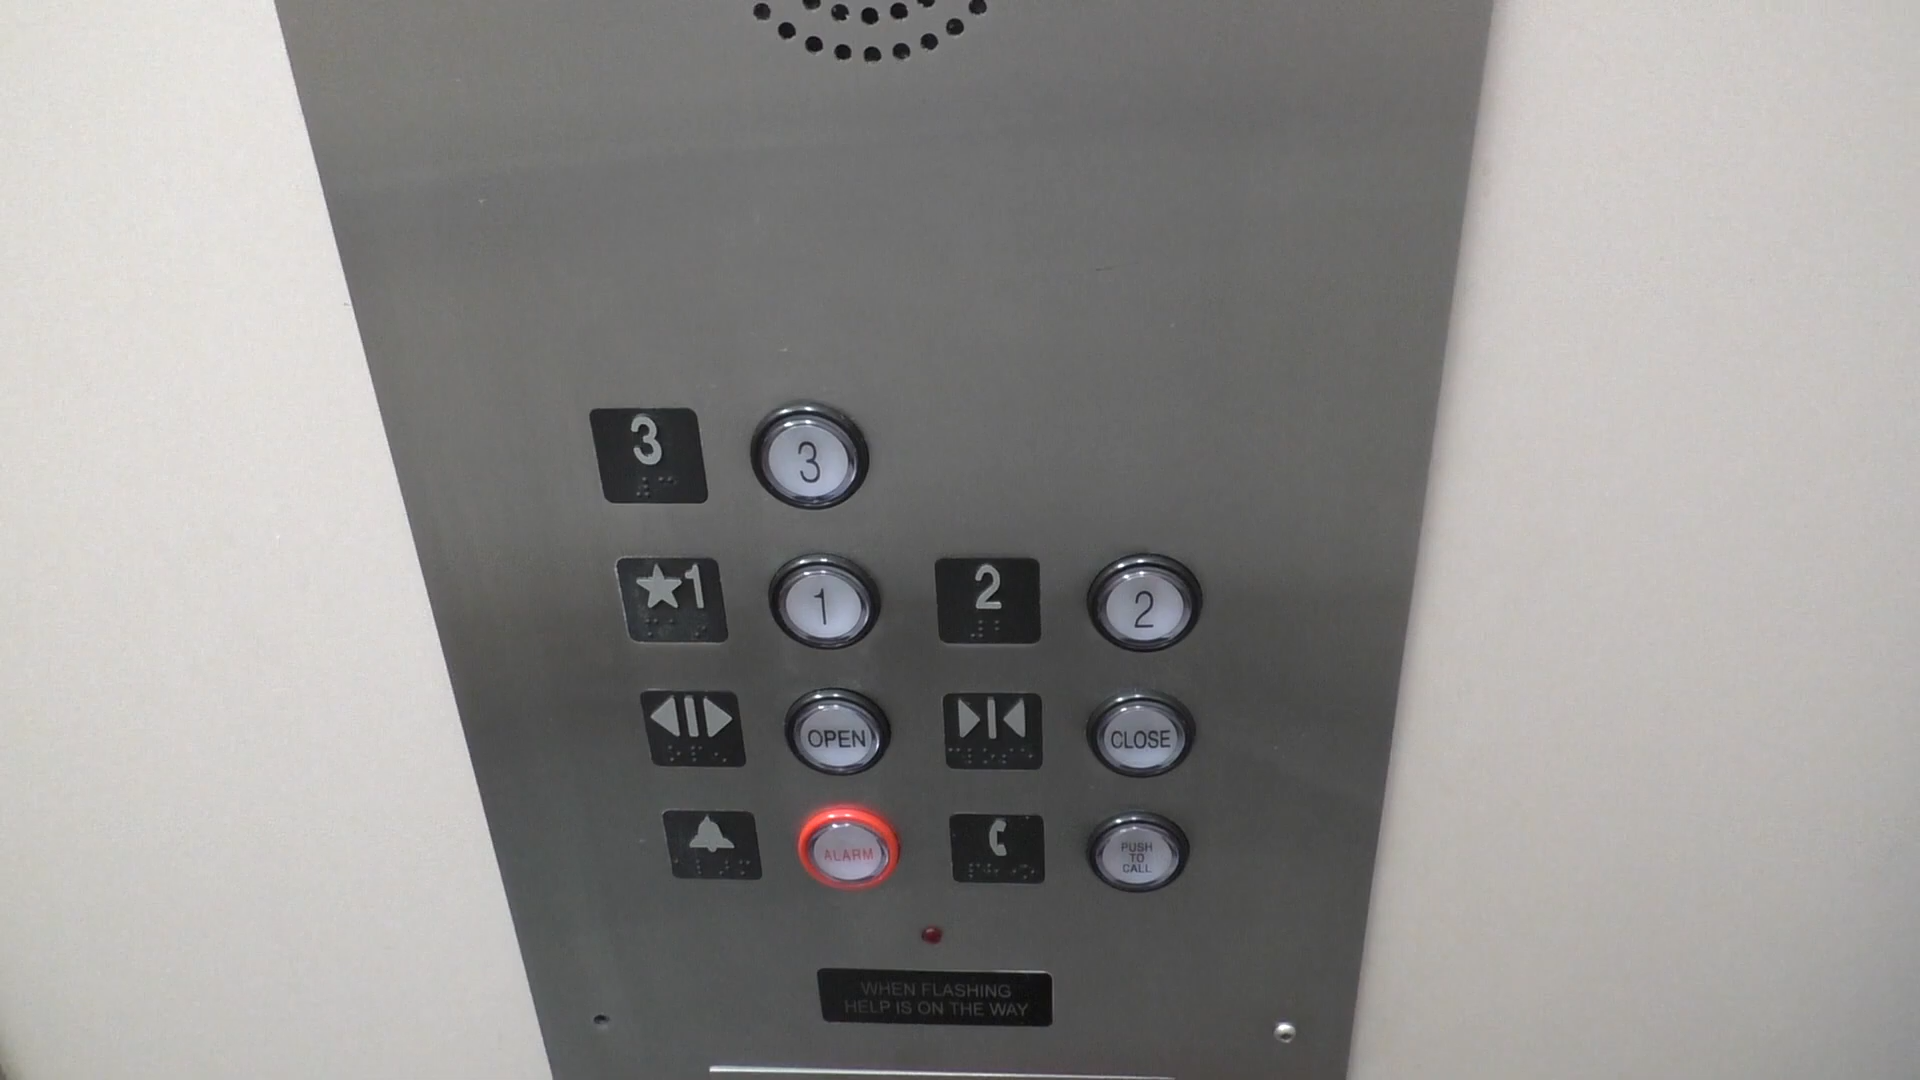 3 3
★1 1 2 2
OPEN CLOSE
ALARM PUSH
TO
CALL
WHEN FLASHING
HELP IS ON THE WAY